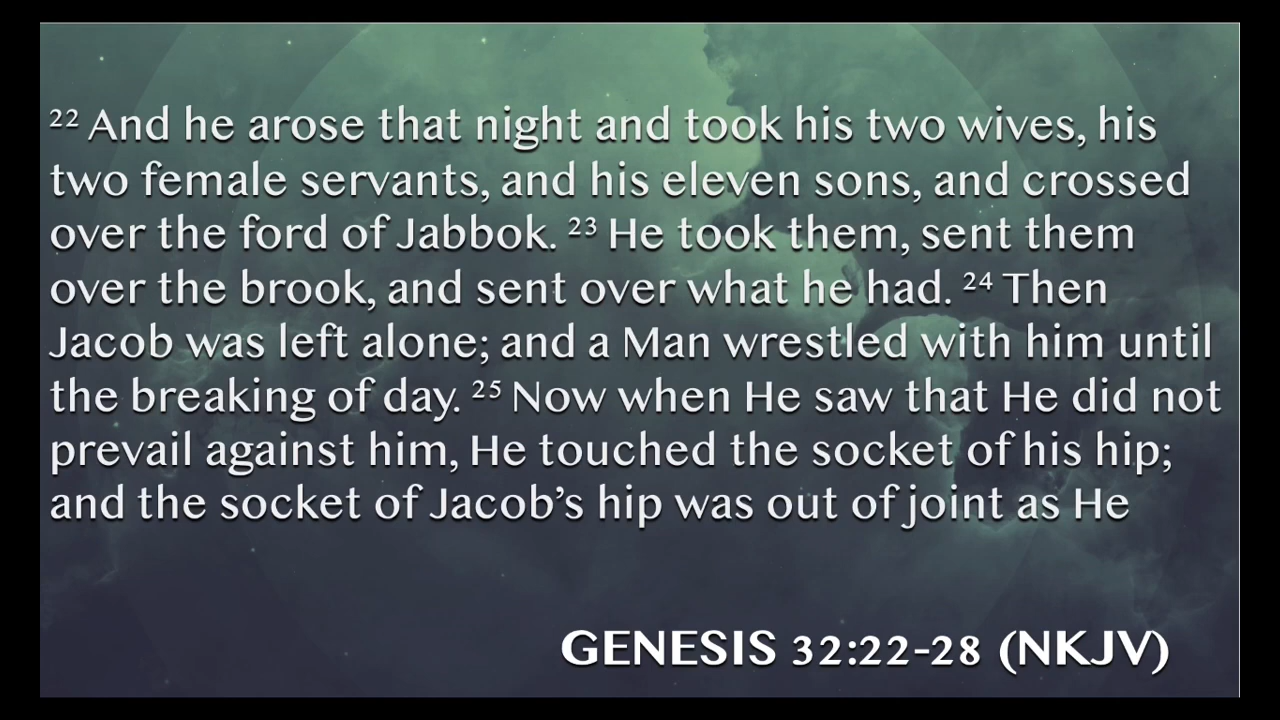 ²² And he arose that night and took his two wives, his
two female servants, and his eleven sons, and crossed
over the ford of Jabbok. ²³ He took them, sent them
over the brook, and sent over what he had. ²⁴ Then
Jacob was left alone; and a Man wrestled with him until
the breaking of day. ²⁵ Now when He saw that He did not
prevail against him, He touched the socket of his hip;
and the socket of Jacob’s hip was out of joint as He
GENESIS 32:22-28 (NKJV)